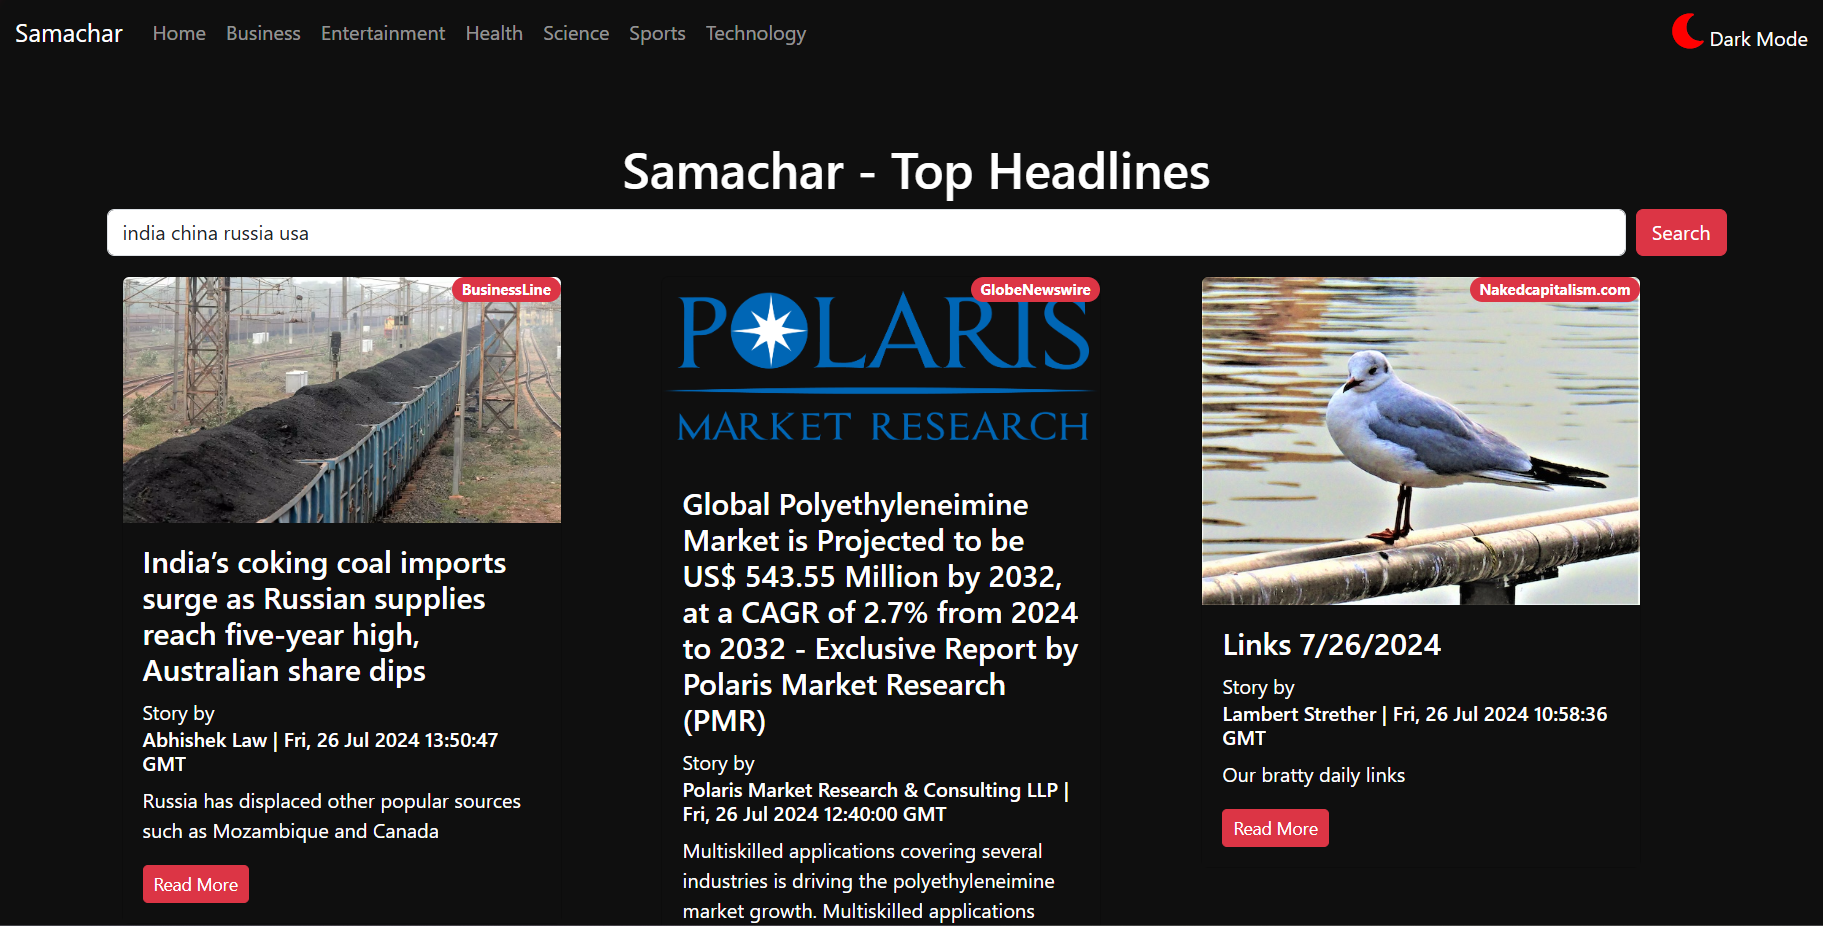 Samachar
Home Business Entertainment Health Science Sports Technology
Dark Mode
Samachar - Top Headlines
india china russia usa
Search
BusinessLine
India’s coking coal imports
surge as Russian supplies
reach five-year high,
Australian share dips
Story by
Abhishek Law | Fri, 26 Jul 2024 13:50:47
GMT
Russia has displaced other popular sources
such as Mozambique and Canada
Read More
GlobeNewswire
POLARIS
MARKET RESEARCH
Global Polyethyleneimine
Market is Projected to be
US$ 543.55 Million by 2032,
at a CAGR of 2.7% from 2024
to 2032 - Exclusive Report by
Polaris Market Research
(PMR)
Story by
Polaris Market Research & Consulting LLP |
Fri, 26 Jul 2024 12:40:00 GMT
Multiskilled applications covering several
industries is driving the polyethyleneimine
market growth. Multiskilled applications
Nakedcapitalism.com
Links 7/26/2024
Story by
Lambert Strether | Fri, 26 Jul 2024 10:58:36
GMT
Our bratty daily links
Read More